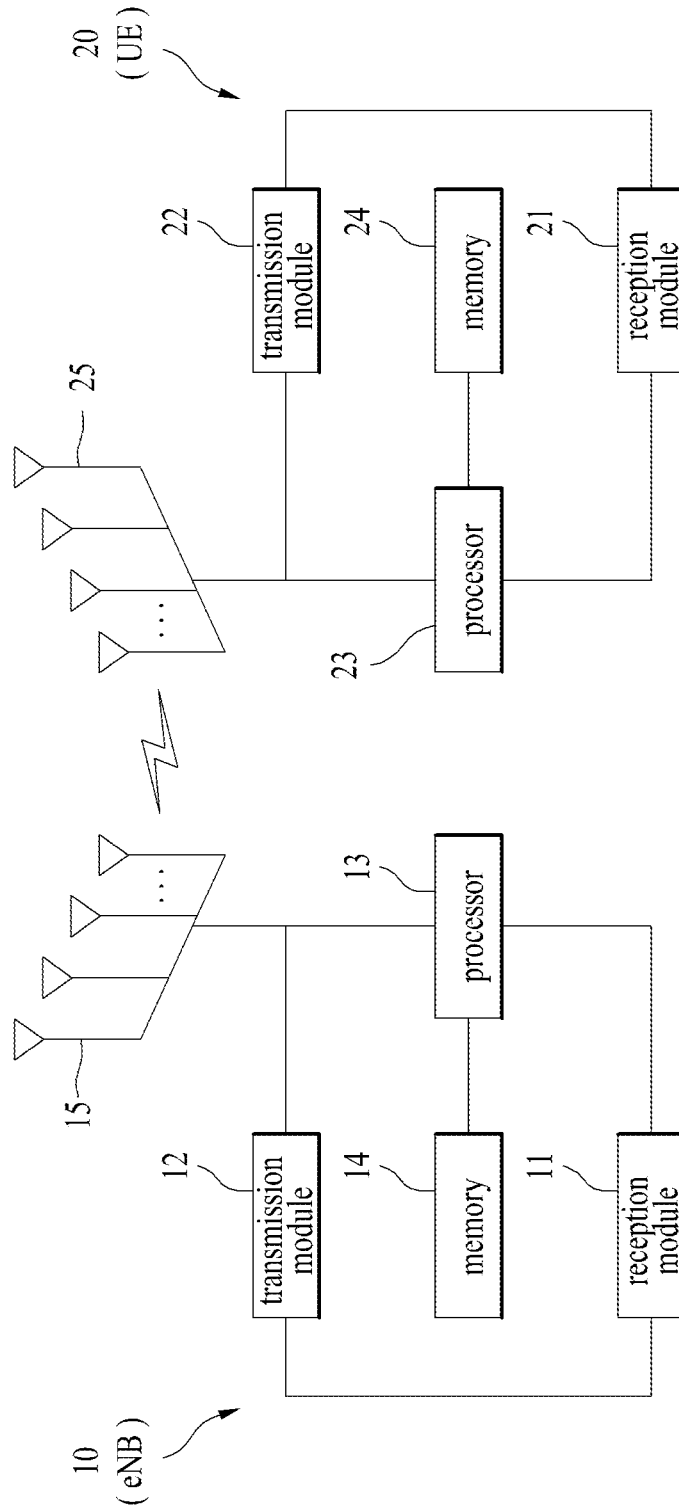 10
( eNB )
15
12
transmission
module
14
memory
13
processor
11
reception
module
20
( UE )
25
22
transmission
module
24
memory
23
processor
21
reception
module